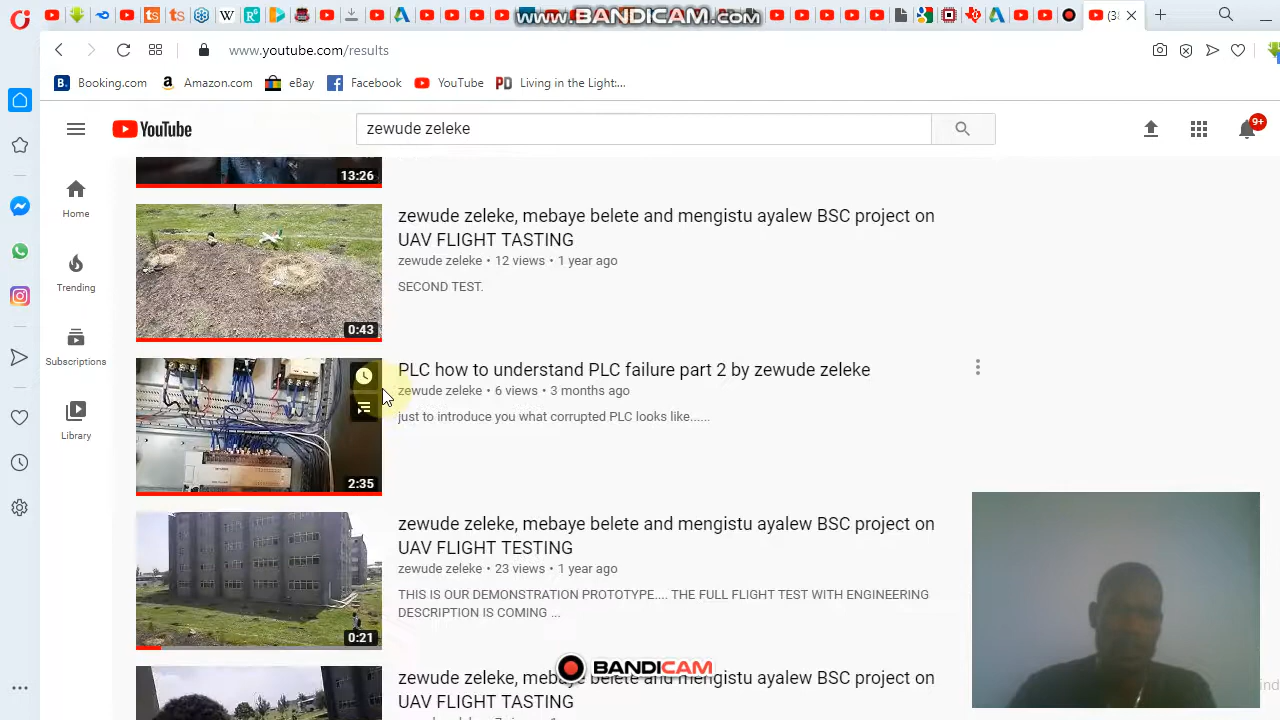 www.BANDICAM.com
(3
www.youtube.com/results
B. Booking.com
a Amazon.com
eBay
Facebook
YouTube
PD Living in the Light:...
YouTube
zewude zeleke
9+
Home
Trending
Subscriptions
Library
13:26
zewude zeleke, mebaye belete and mengistu ayalew BSC project on
UAV FLIGHT TASTING
zewude zeleke • 12 views • 1 year ago
SECOND TEST.
0:43
PLC how to understand PLC failure part 2 by zewude zeleke
zewude zeleke • 6 views • 3 months ago
just to introduce you what corrupted PLC looks like......
2:35
zewude zeleke, mebaye belete and mengistu ayalew BSC project on
UAV FLIGHT TESTING
zewude zeleke • 23 views • 1 year ago
THIS IS OUR DEMONSTRATION PROTOTYPE.... THE FULL FLIGHT TEST WITH ENGINEERING
DESCRIPTION IS COMING ...
0:21
BANDICAM
zewude zeleke, mebaye belete and mengistu ayalew BSC project on
UAV FLIGHT TASTING